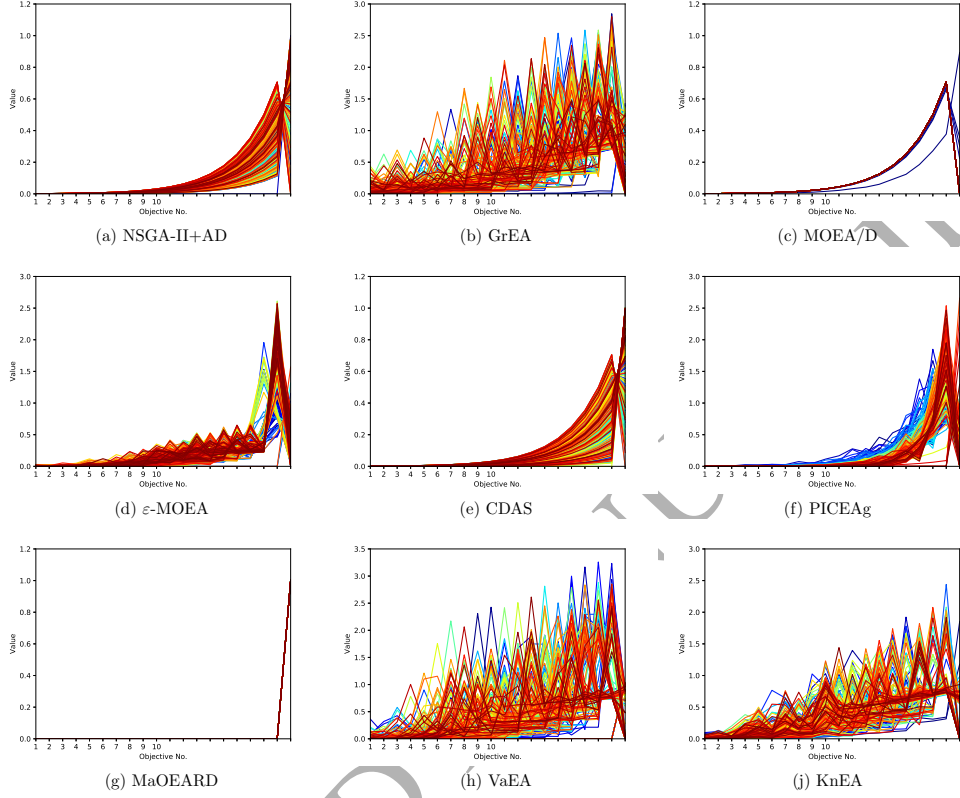 1.2 1.0 0.8 0.6 0.4 0.2 0.0
Value
1 2 3 4 5 6 7 8 9 10
Objective No.
(a) NSGA-II+AD
3.0 2.5 2.0 1.5 1.0 0.5 0.0
Value
1 2 3 4 5 6 7 8 9 10
Objective No.
(b) GrEA
1.2 1.0 0.8 0.6 0.4 0.2 0.0
Value
1 2 3 4 5 6 7 8 9 10
Objective No.
(c) MOEA/D
3.0 2.5 2.0 1.5 1.0 0.5 0.0
Value
1 2 3 4 5 6 7 8 9 10
Objective No.
(d) ε-MOEA
1.2 1.0 0.8 0.6 0.4 0.2 0.0
Value
1 2 3 4 5 6 7 8 9 10
Objective No.
(e) CDAS
3.0 2.5 2.0 1.5 1.0 0.5 0.0
Value
1 2 3 4 5 6 7 8 9 10
Objective No.
(f) PICEAg
1.2 1.0 0.8 0.6 0.4 0.2 0.0
Value
1 2 3 4 5 6 7 8 9 10
Objective No.
(g) MaOEARD
3.5 3.0 2.5 2.0 1.5 1.0 0.5 0.0
Value
1 2 3 4 5 6 7 8 9 10
Objective No.
(h) VaEA
3.0 2.5 2.0 1.5 1.0 0.5 0.0
Value
1 2 3 4 5 6 7 8 9 10
Objective No.
(j) KnEA